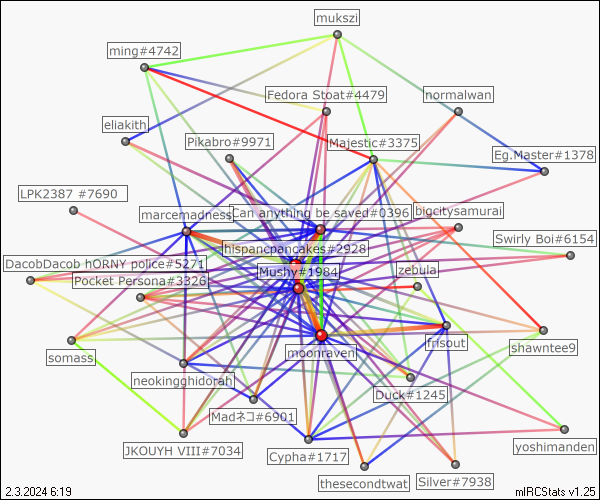 mukszi
ming#4742
Fedora Stoat#4479
normalwan
eliakith
Pikabro#9971
Majestic#3375
Eg.Master#1378
LPK2387 #7690
marcemadness
Can anything be saved#0396
bigcitysamurai
Swirly Boi#6154
hispancpancakes#2928
DacobDacob hORNY police#5271
Mushy#1984
zebula
Pocket Persona#3326
frisout
shawntee9
somass
moonraven
neokingghidorah
Duck#1245
Madネコ#6901
JKOUYH VIII#7034
Cypha#1717
yoshimanden
thesecondtwat
Silver#7938
2.3.2024 6:19
mIRCStats v1.25